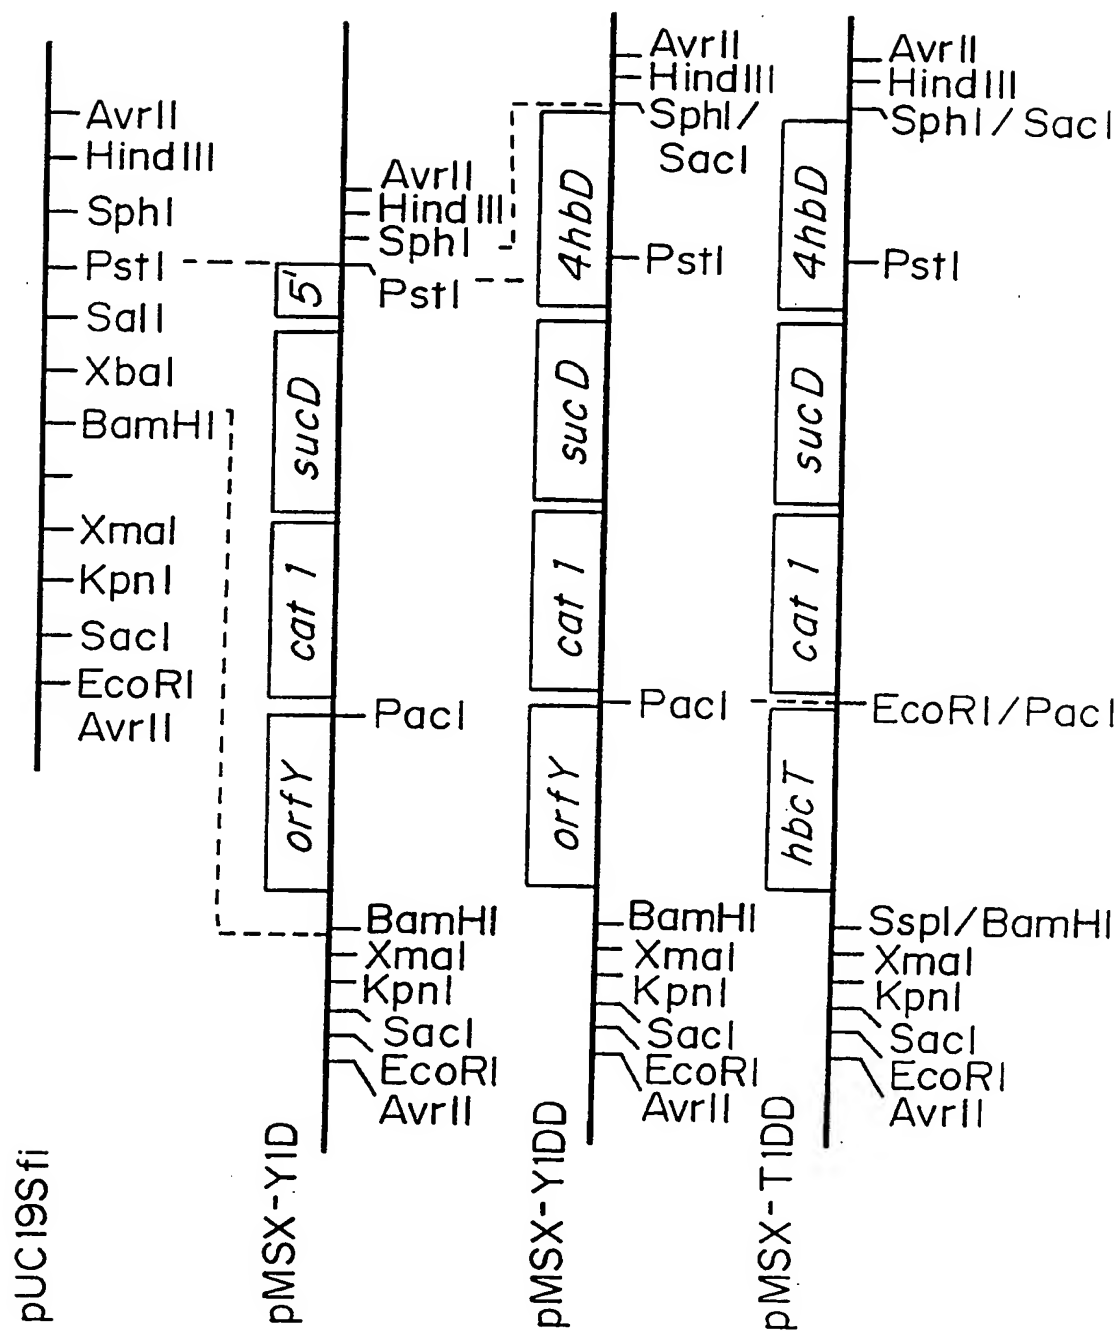 AvrII
HindIII
SphI
PstI
SalI
XbaI
BamHI
XmaI
KpnI
SacI
EcoRI
AvrII
pUC19Sfi
AvrII
HindIII
SphI
PstI
5'
sucD
cat 1
orfY
PacI
BamHI
XmaI
KpnI
SacI
EcoRI
AvrII
pMSX-Y1D
AvrII
HindIII
SphI/
SacI
4hbD
PstI
sucD
cat 1
PacI
orfY
BamHI
XmaI
KpnI
SacI
EcoRI
AvrII
pMSX-Y1DD
AvrII
HindIII
SphI/SacI
4hbD
PstI
sucD
cat 1
EcoRI/PacI
hbcT
SspI/BamHI
XmaI
KpnI
SacI
EcoRI
AvrII
pMSX-T1DD